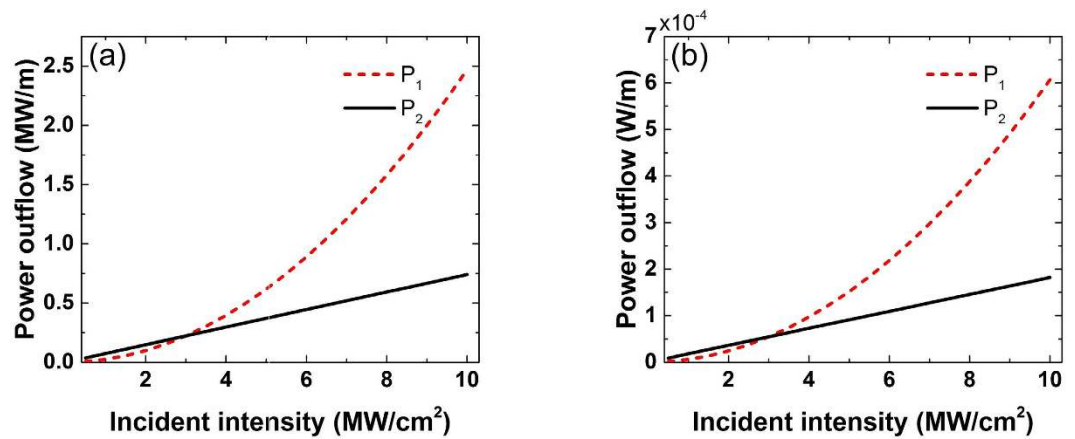 (a)
P₁
P₂
Power outflow (MW/m)
2.5
2.0
1.5
1.0
0.5
0.0
2 4 6 8 10
Incident intensity (MW/cm²)
(b)
7×10⁻⁴
P₁
P₂
Power outflow (W/m)
6
5
4
3
2
1
0
2 4 6 8 10
Incident intensity (MW/cm²)